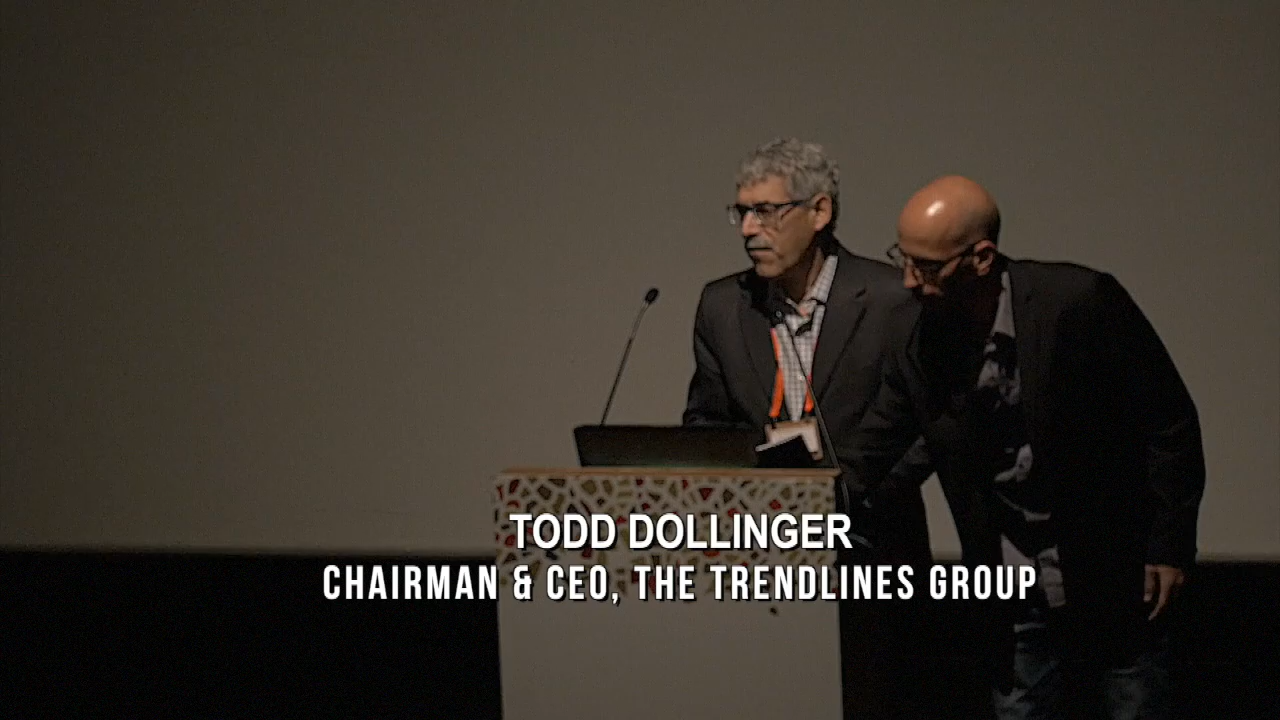 TODD DOLLINGER
CHAIRMAN & CEO, THE TRENDLINES GROUP